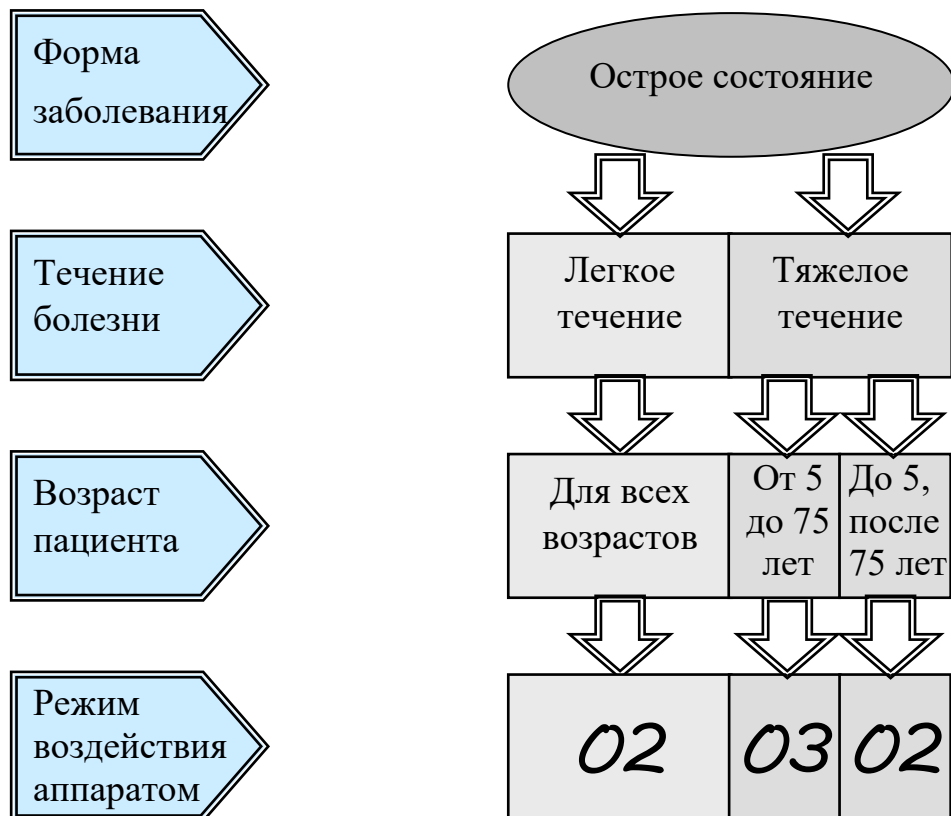 Форма
заболевания
Острое состояние
Течение
болезни
Легкое
течение
Тяжелое
течение
Возраст
пациента
Для всех
возрастов
От 5
до 75
лет
До 5,
после
75 лет
Режим
воздействия
аппаратом
02
03
02